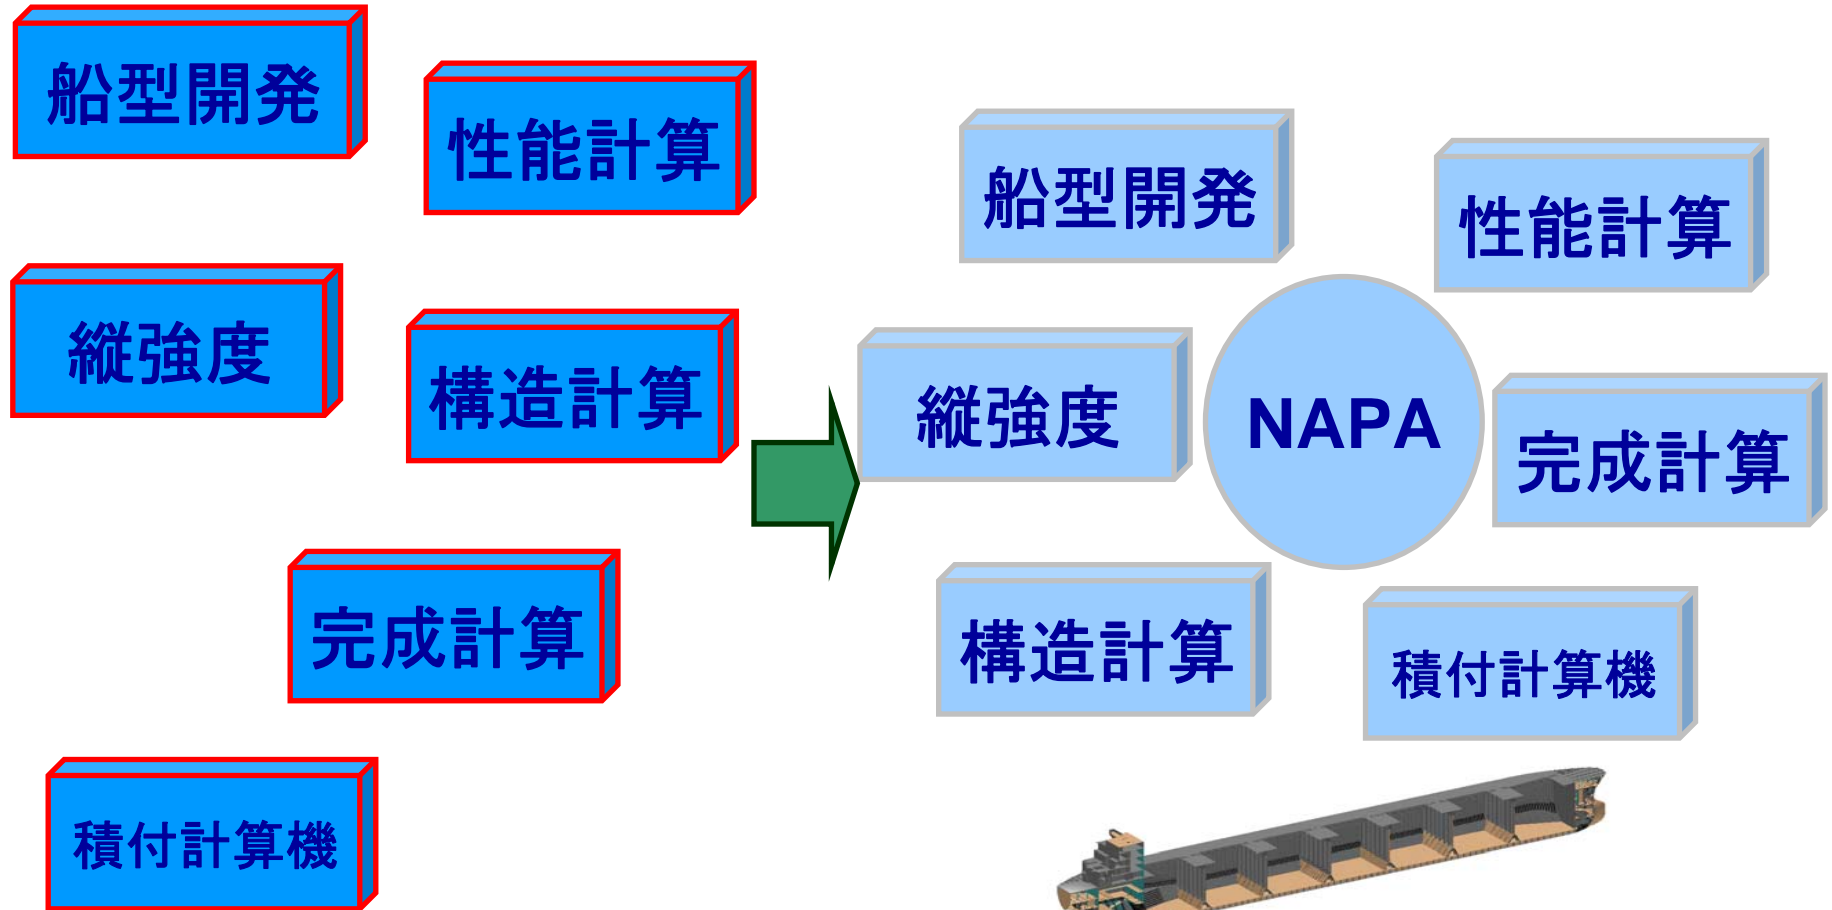 船型開発
性能計算
縦強度
構造計算
完成計算
積付計算機
船型開発
性能計算
縦強度
NAPA
完成計算
構造計算
積付計算機